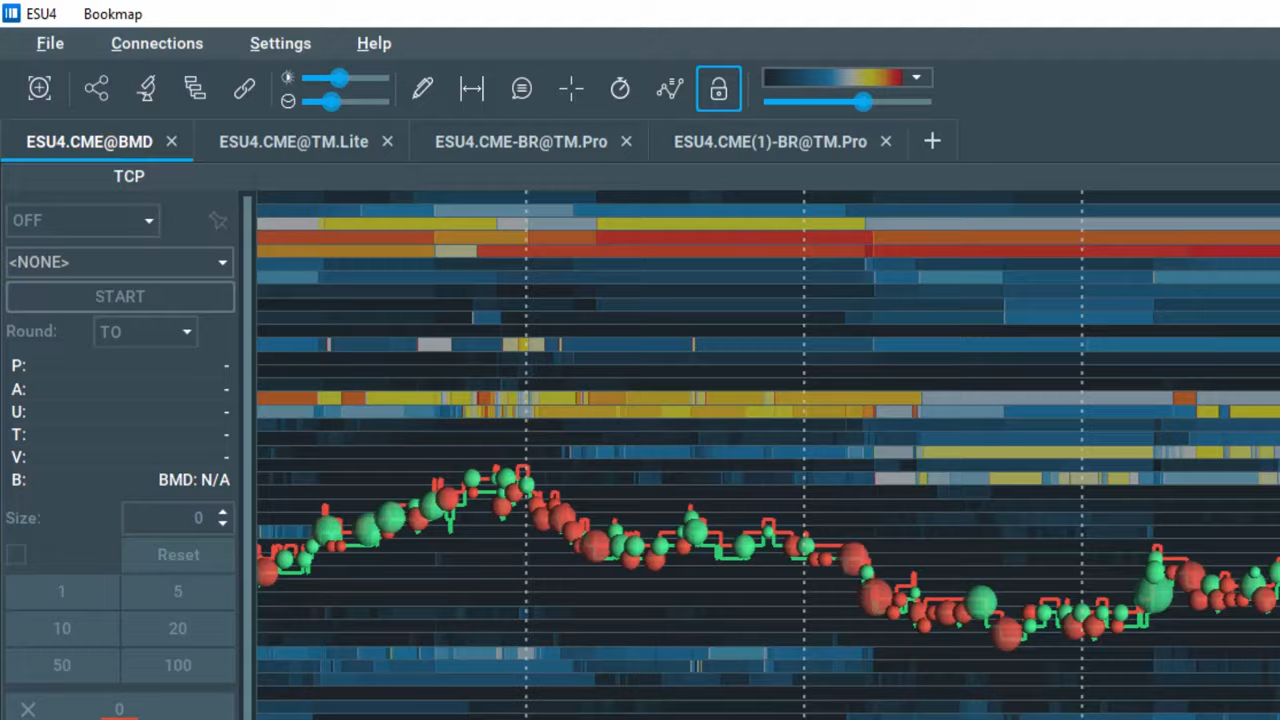 ESU4 Bookmap
File Connections Settings Help
ESU4.CME@BMD ESU4.CME@TM.Lite ESU4.CME-BR@TM.Pro ESU4.CME(1)-BR@TM.Pro
TCP
OFF
<NONE>
START
Round: TO
P: -
A: -
U: -
T: -
V: -
B: BMD: N/A
Size: 0
Reset
1 5
10 20
50 100
0